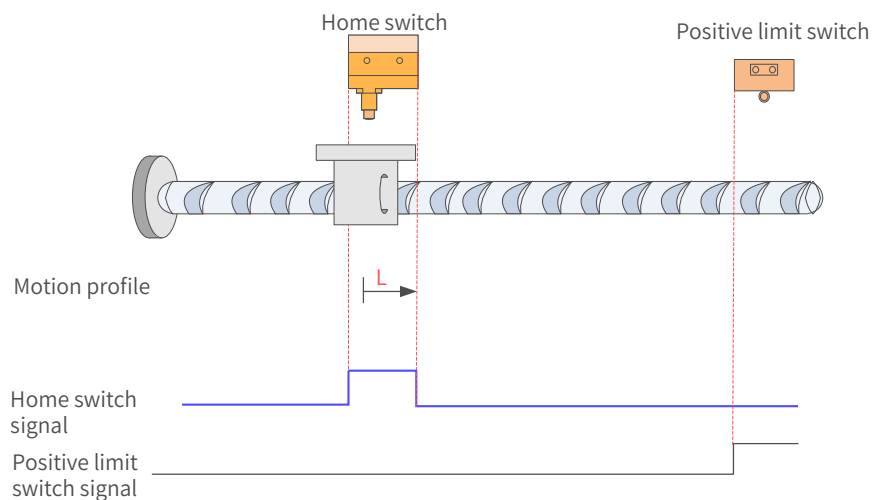 Home switch
Positive limit switch
Motion profile
L
Home switch
signal
Positive limit
switch signal